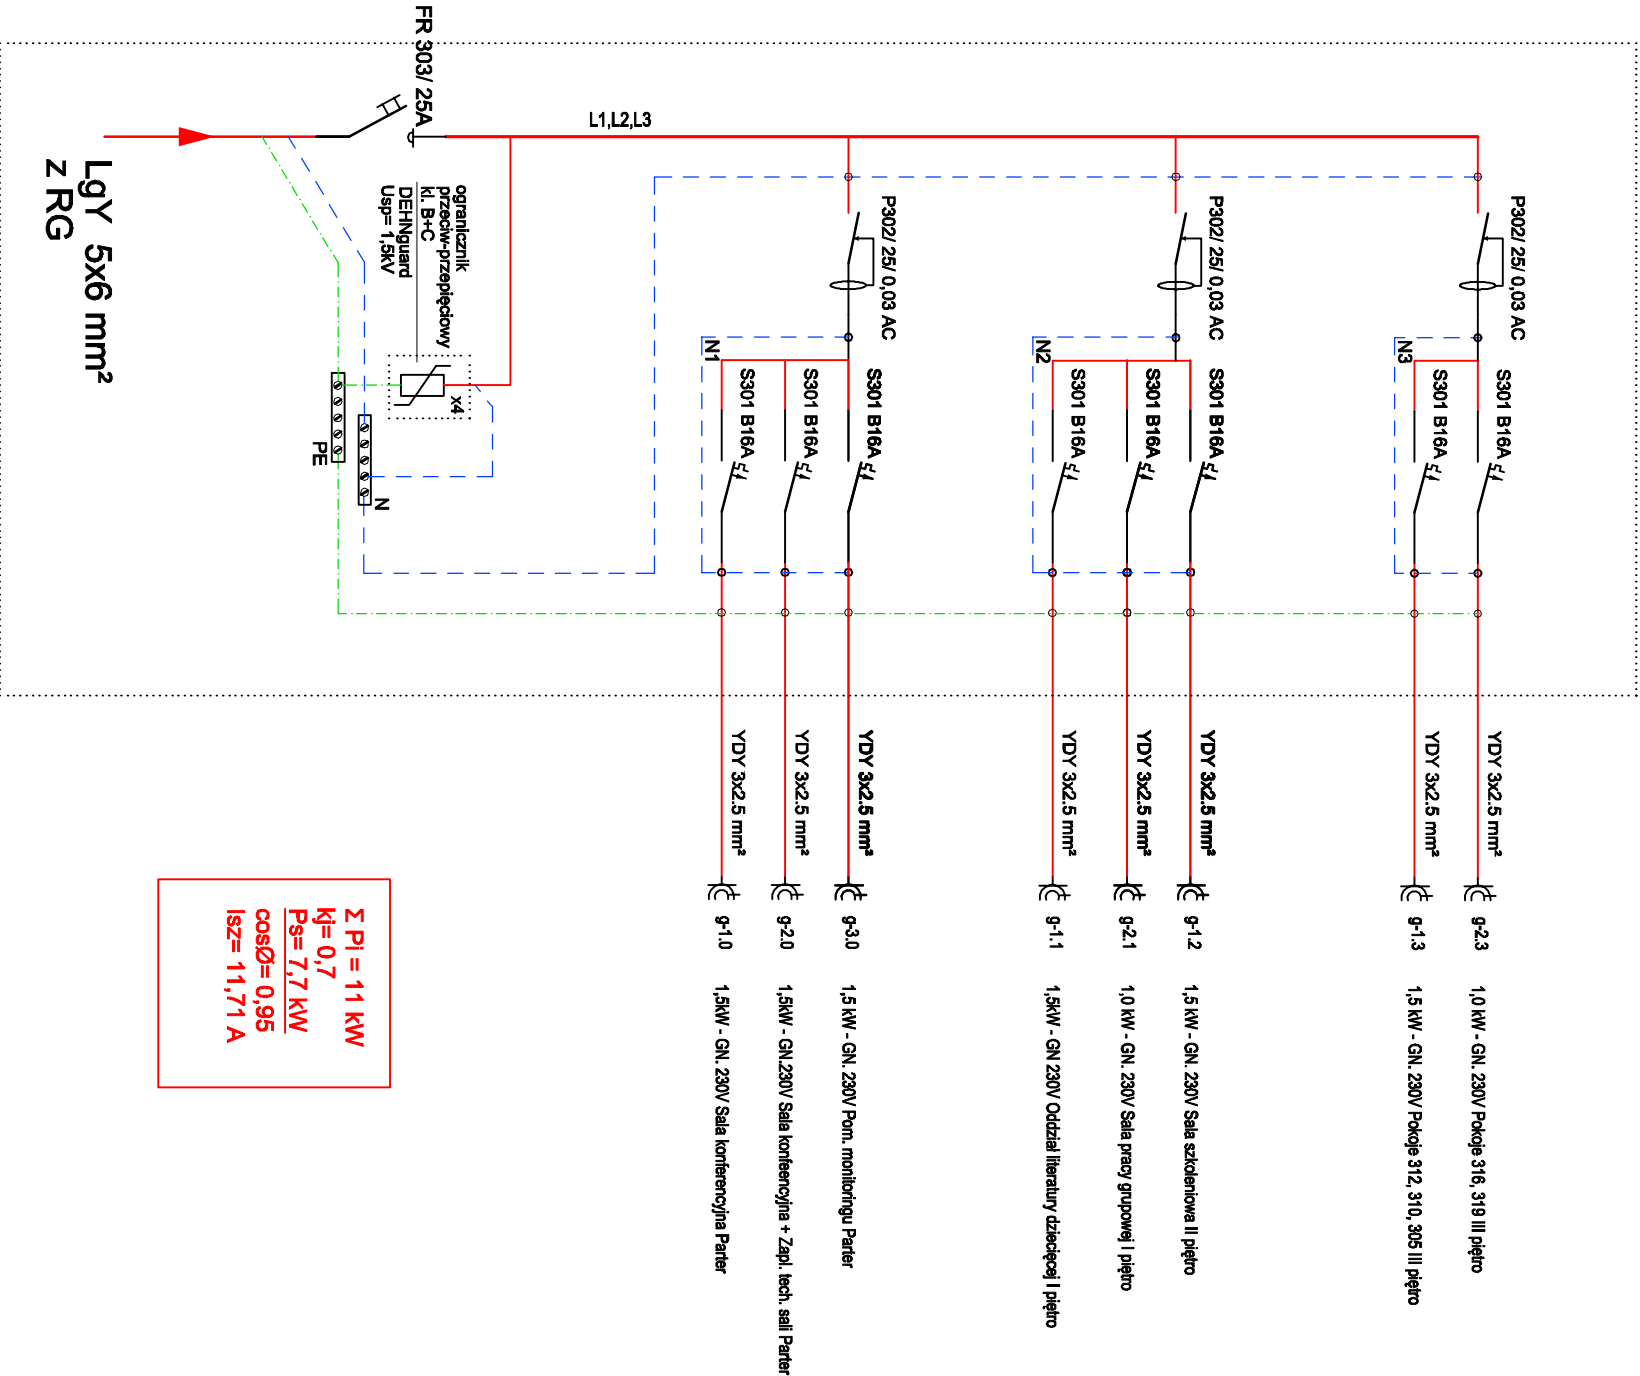 FR 303/ 25A
L1,L2,L3
LgY 5x6 mm²
z RG
ogranicznik
przeciw-przepięciowy
kl. B+C
DEHNguard
Usp= 1,5kV
x4
PE
N
P302/ 25/ 0,03 AC
P302/ 25/ 0,03 AC
P302/ 25/ 0,03 AC
N1
N2
N3
S301 B16A
S301 B16A
S301 B16A
S301 B16A
S301 B16A
S301 B16A
S301 B16A
S301 B16A
YDY 3x2.5 mm²
YDY 3x2.5 mm²
YDY 3x2.5 mm²
YDY 3x2.5 mm²
YDY 3x2.5 mm²
YDY 3x2.5 mm²
YDY 3x2.5 mm²
YDY 3x2.5 mm²
g-2.3 1,0 kW - GN. 230V Pokoje 316, 319 III piętro
g-1.3 1,5 kW - GN. 230V Pokoje 312, 310, 305 III piętro
g-1.2 1,5 kW - GN. 230V Sala szkoleniowa II piętro
g-2.1 1,0 kW - GN. 230V Sala pracy grupowej I piętro
g-1.1 1,5kW - GN 230V Oddział literatury dziecięcej I piętro
g-3.0 1,5 kW - GN. 230V Pom. monitoringu Parter
g-2.0 1,5kW - GN.230V Sala konfeencyjna + Zapl. tech. sali Parter
g-1.0 1,5kW - GN. 230V Sala konferencyjna Parter
Σ Pi = 11 kW
kj= 0,7
Ps= 7,7 kW
cosØ= 0,95
Isz= 11,71 A